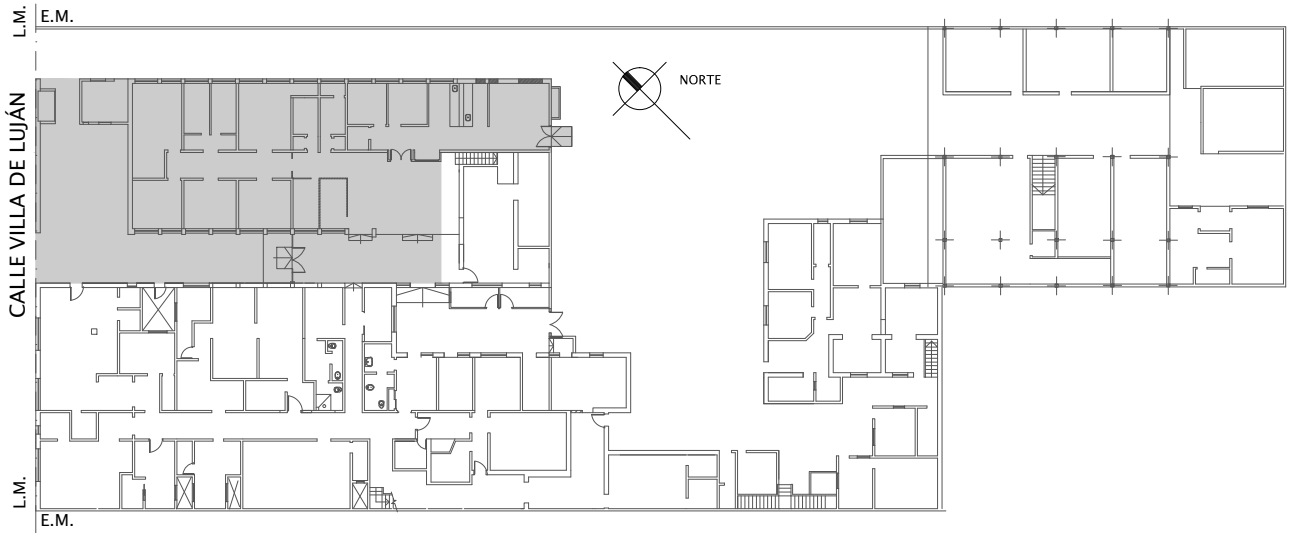 L.M.
E.M.
NORTE
CALLE VILLA DE LUJÁN
L.M.
E.M.